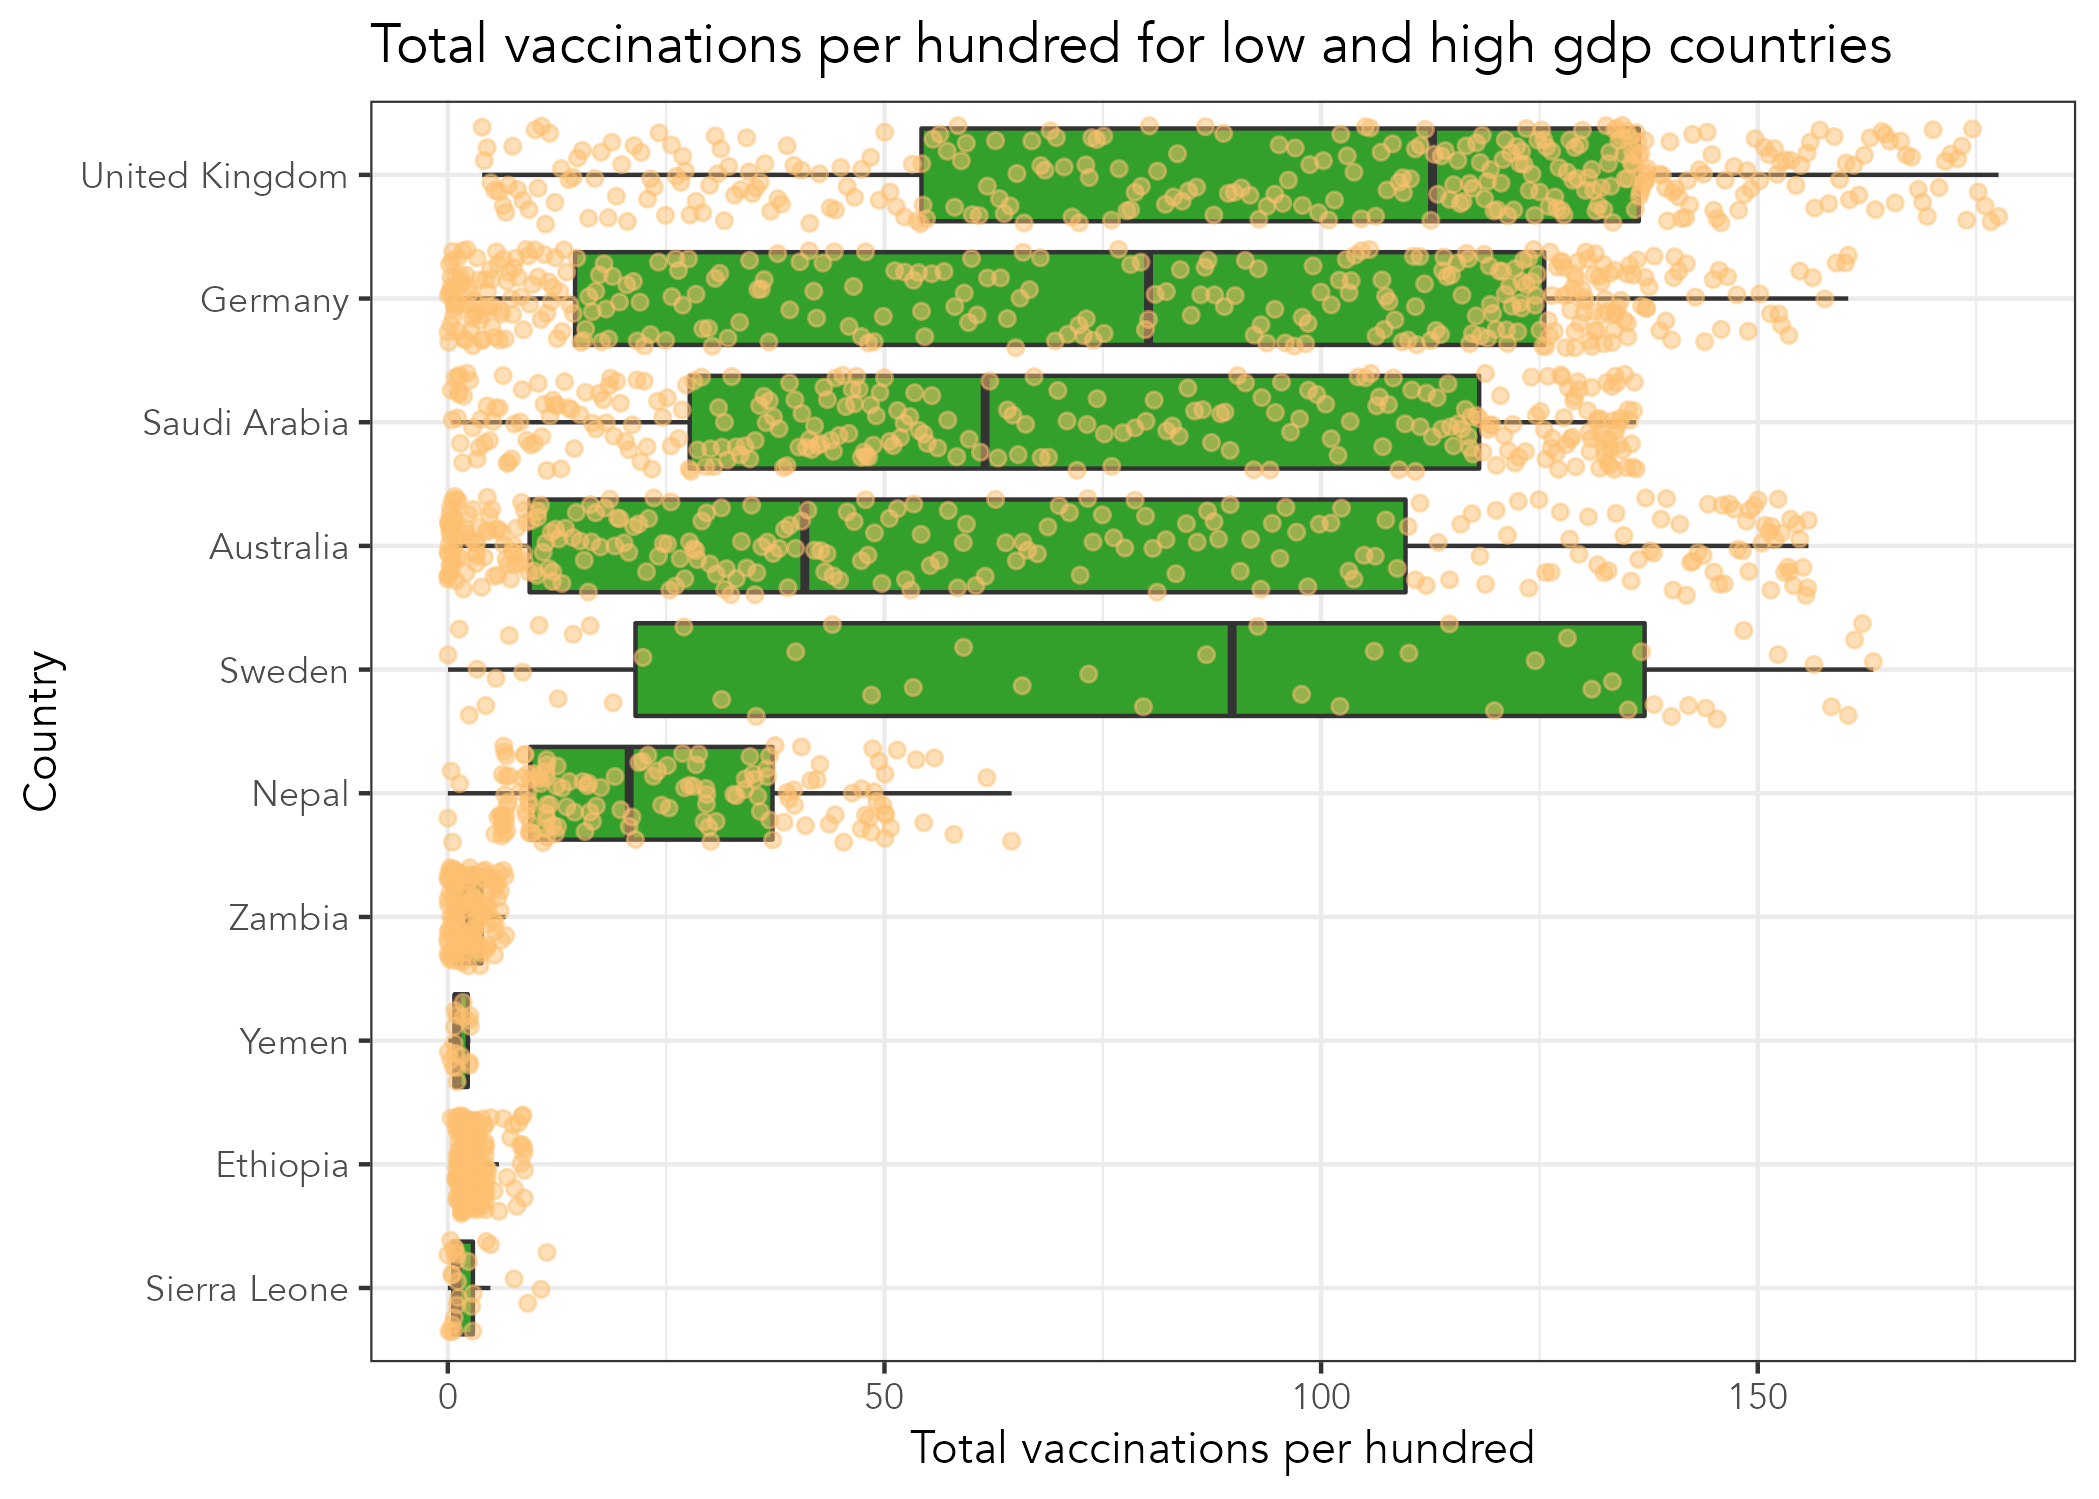 Total vaccinations per hundred for low and high gdp countries
United Kingdom
Germany
Saudi Arabia
Australia
Sweden
Nepal
Zambia
Yemen
Ethiopia
Sierra Leone
Country
0 50 100 150
Total vaccinations per hundred